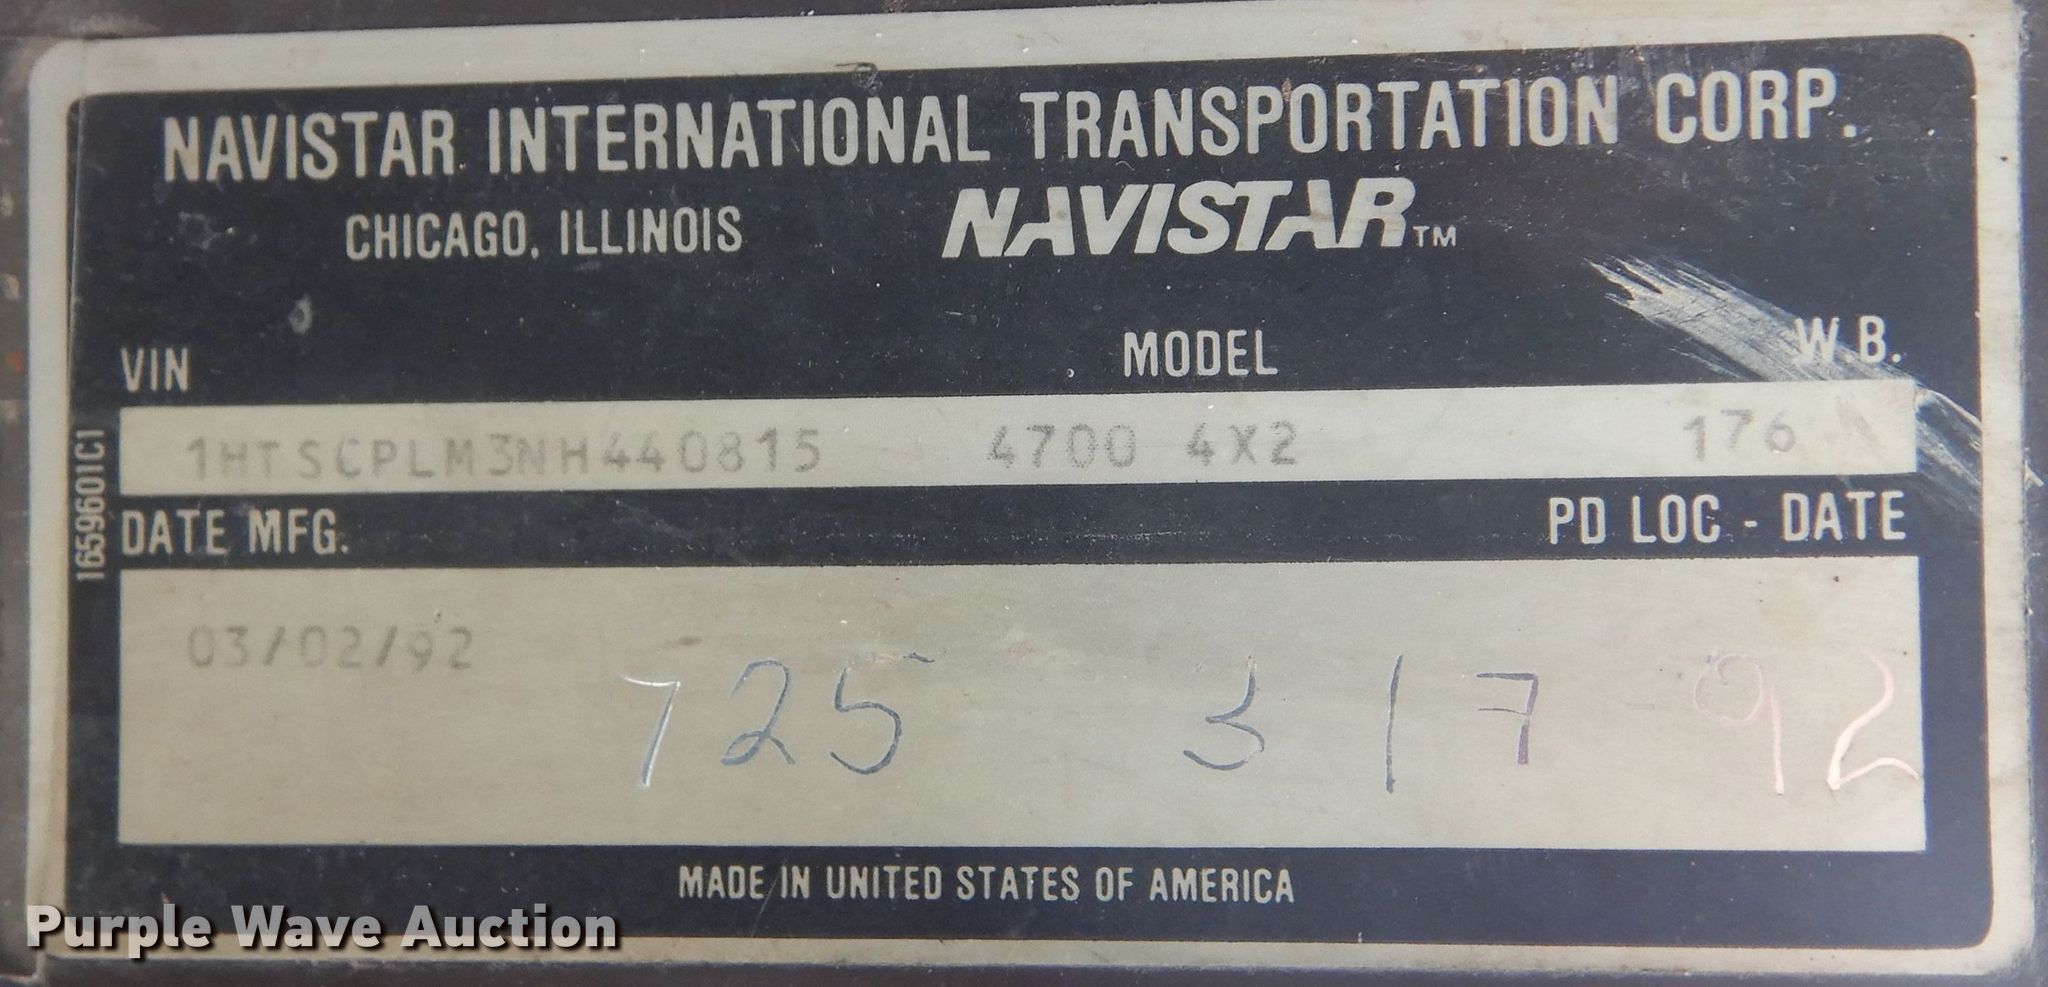 NAVISTAR INTERNATIONAL TRANSPORTATION CORP.
CHICAGO, ILLINOIS NAVISTAR™
VIN MODEL W.B.
1HTSCPLM3NH440815 4700 4X2 176
1659601C1
DATE MFG. PD LOC - DATE
03/02/92
725 3 17 92
MADE IN UNITED STATES OF AMERICA
Purple Wave Auction